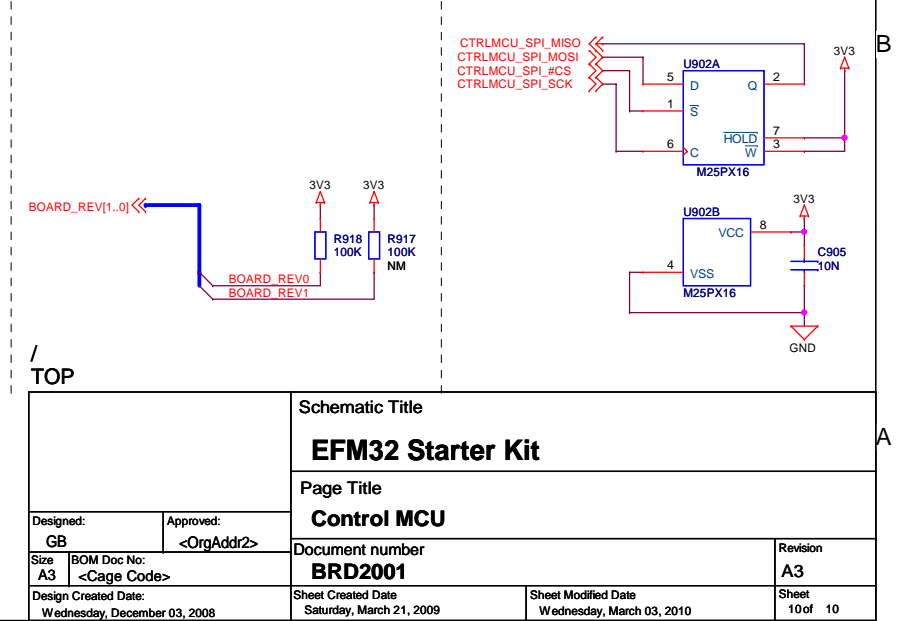 B
CTRLMCU_SPI_MISO
CTRLMCU_SPI_MOSI
CTRLMCU_SPI_#CS
CTRLMCU_SPI_SCK
3V3
U902A
5 D Q 2
1 S
HOLD 7
W 3
6 C
M25PX16
BOARD_REV[1..0]
3V3 3V3
R918 R917
100K 100K
NM
BOARD_REV0
BOARD_REV1
3V3
U902B
VCC 8
C905
10N
4 VSS
M25PX16
GND
/
TOP
A
Schematic Title
EFM32 Starter Kit
Page Title
Control MCU
Designed:
GB
Approved:
<OrgAddr2>
Document number
BRD2001
Revision
A3
Size
A3
BOM Doc No:
<Cage Code>
Design Created Date:
Wednesday, December 03, 2008
Sheet Created Date
Saturday, March 21, 2009
Sheet Modified Date
Wednesday, March 03, 2010
Sheet
10 of 10